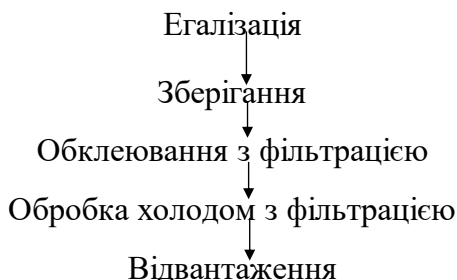 Егалізація
Зберігання
Обклеювання з фільтрацією
Обробка холодом з фільтрацією
Відвантаження